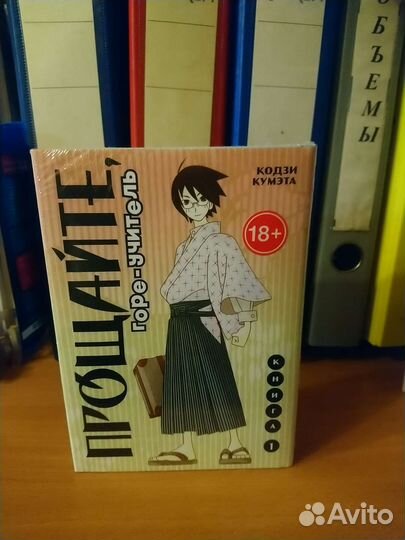 ОБЪЕМЫ
КОДЗИ
КУМЭТА
ПРОЩАЙТЕ,
ГОРЕ-УЧИТЕЛЬ
18+
КНИГА 1
Avito